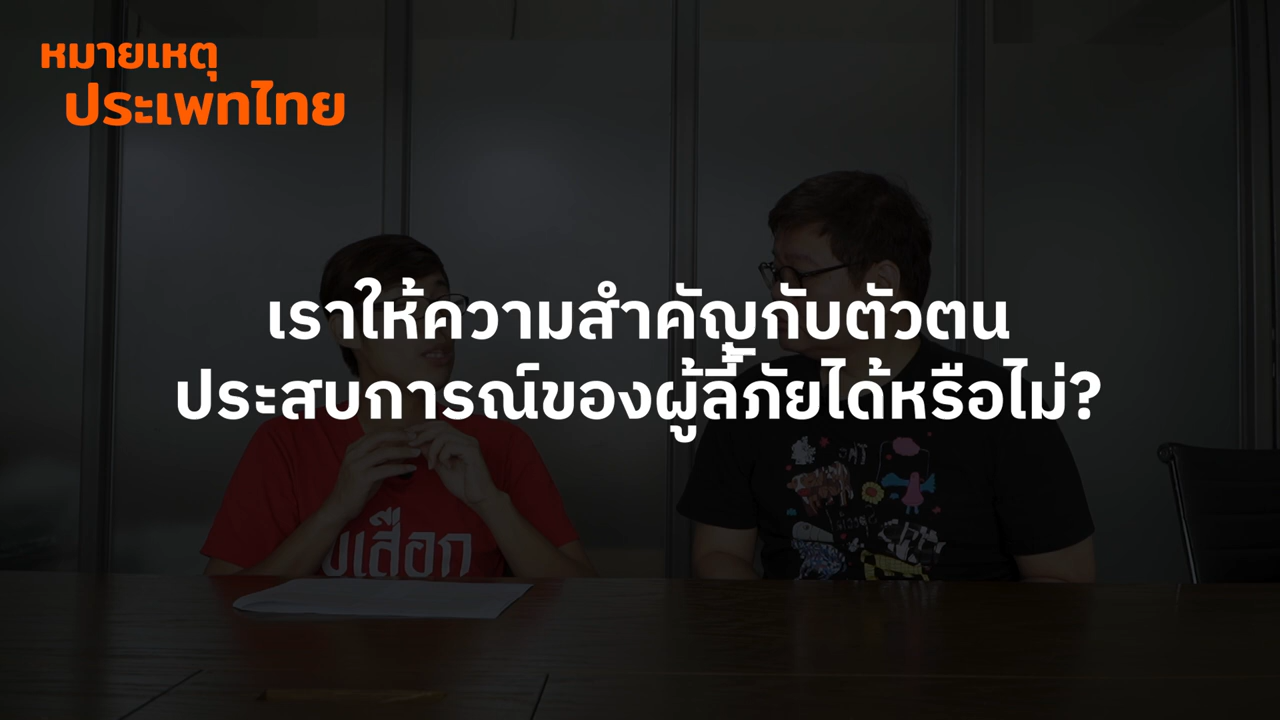 หมายเหตุ
ประเพทไทย
เราให้ความสำคัญกับตัวตน
ประสบการณ์ของผู้ลี้ภัยได้หรือไม่?